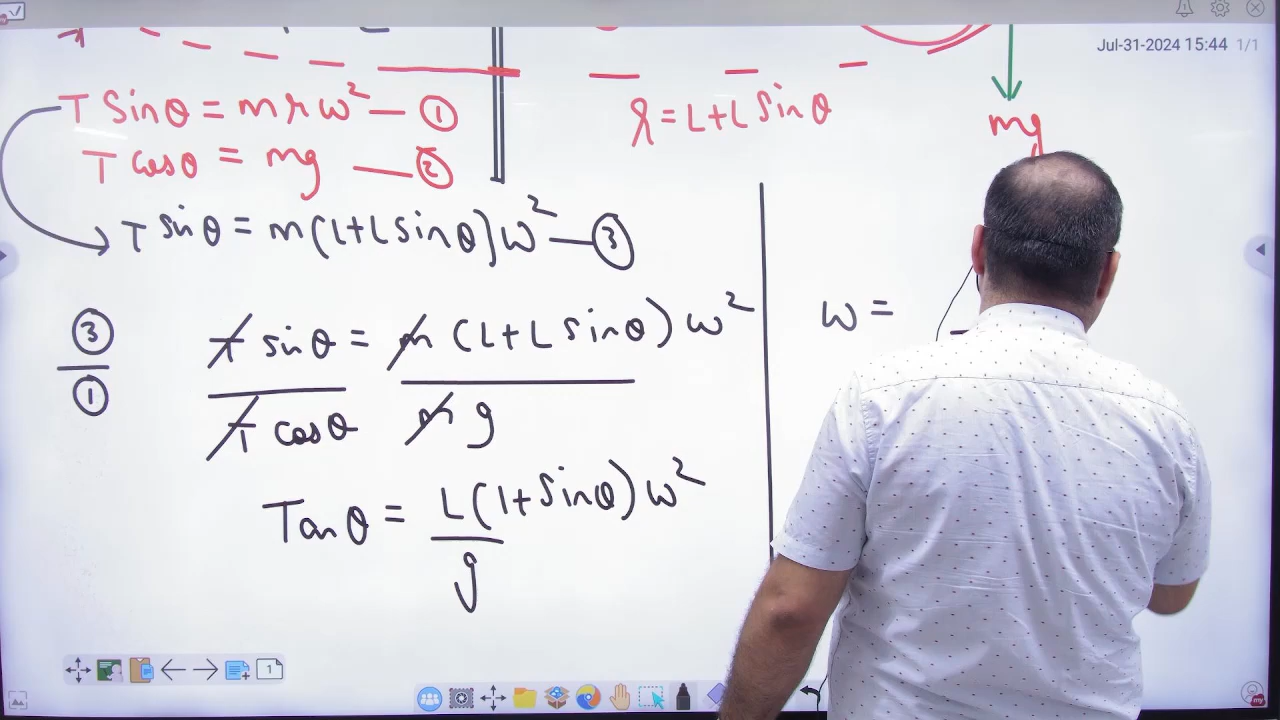 Jul-31-2024 15:44 1/1
T Sinθ = mrω² — ①
r = L+L Sinθ
mg
T cosθ = mg — ②
T sinθ = m(L+L sinθ)ω² — ③
③ T sinθ = m (L+L sinθ) ω²
① T cosθ m g
ω =
Tanθ = L(1+Sinθ)ω²
g
1